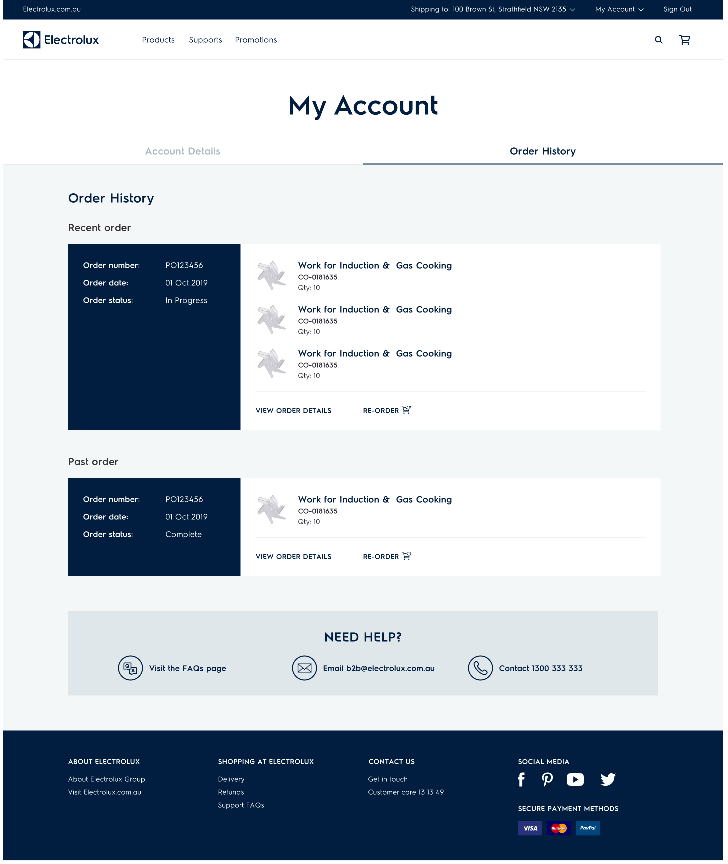 Electrolux.com.au
Shipping to: 100 Brown St, Strathfield NSW 2135
My Account
Sign Out
Electrolux
Products
Supports
Promotions
My Account
Account Details
Order History
Order History
Recent order
Order number: PO123456
Order date: 01 Oct 2019
Order status: In Progress
Work for Induction & Gas Cooking
CO-0181635
Qty: 10
Work for Induction & Gas Cooking
CO-0181635
Qty: 10
Work for Induction & Gas Cooking
CO-0181635
Qty: 10
VIEW ORDER DETAILS
RE-ORDER
Past order
Order number: PO123456
Order date: 01 Oct 2019
Order status: Complete
Work for Induction & Gas Cooking
CO-0181635
Qty: 10
VIEW ORDER DETAILS
RE-ORDER
NEED HELP?
Visit the FAQs page
Email b2b@electrolux.com.au
Contact 1300 333 333
ABOUT ELECTROLUX
About Electrolux Group
Visit Electrolux.com.au
SHOPPING AT ELECTROLUX
Delivery
Refunds
Support FAQs
CONTACT US
Get in touch
Customer care 13 13 49
SOCIAL MEDIA
SECURE PAYMENT METHODS
VISA
MasterCard
PayPal